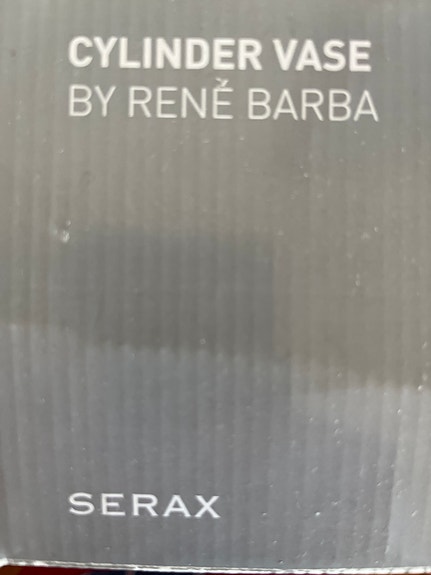 CYLINDER VASE
BY RENĚ BARBA
SERAX